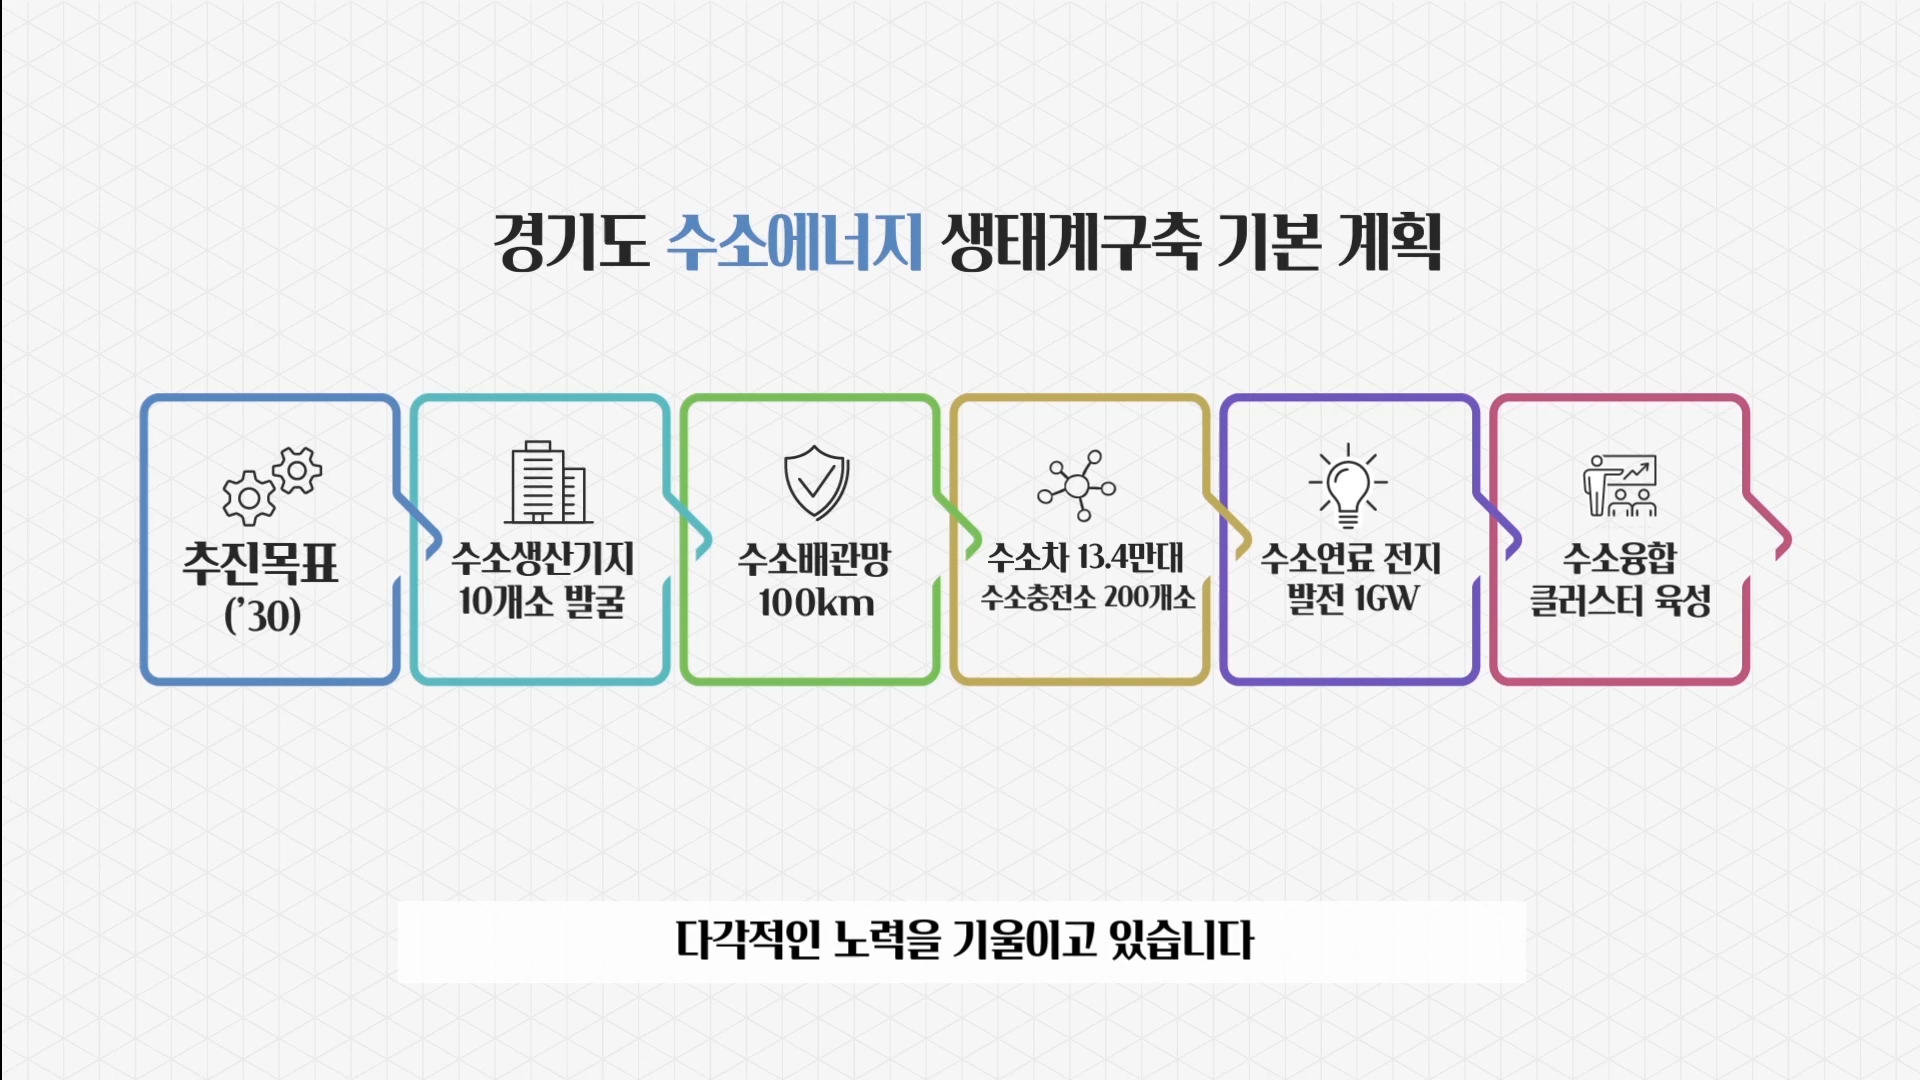 경기도 수소에너지 생태계구축 기본 계획
추진목표
('30)
수소생산기지
10개소 발굴
수소배관망
100km
수소차 13.4만대
수소충전소 200개소
수소연료 전지
발전 1GW
수소융합
클러스터 육성
다각적인 노력을 기울이고 있습니다